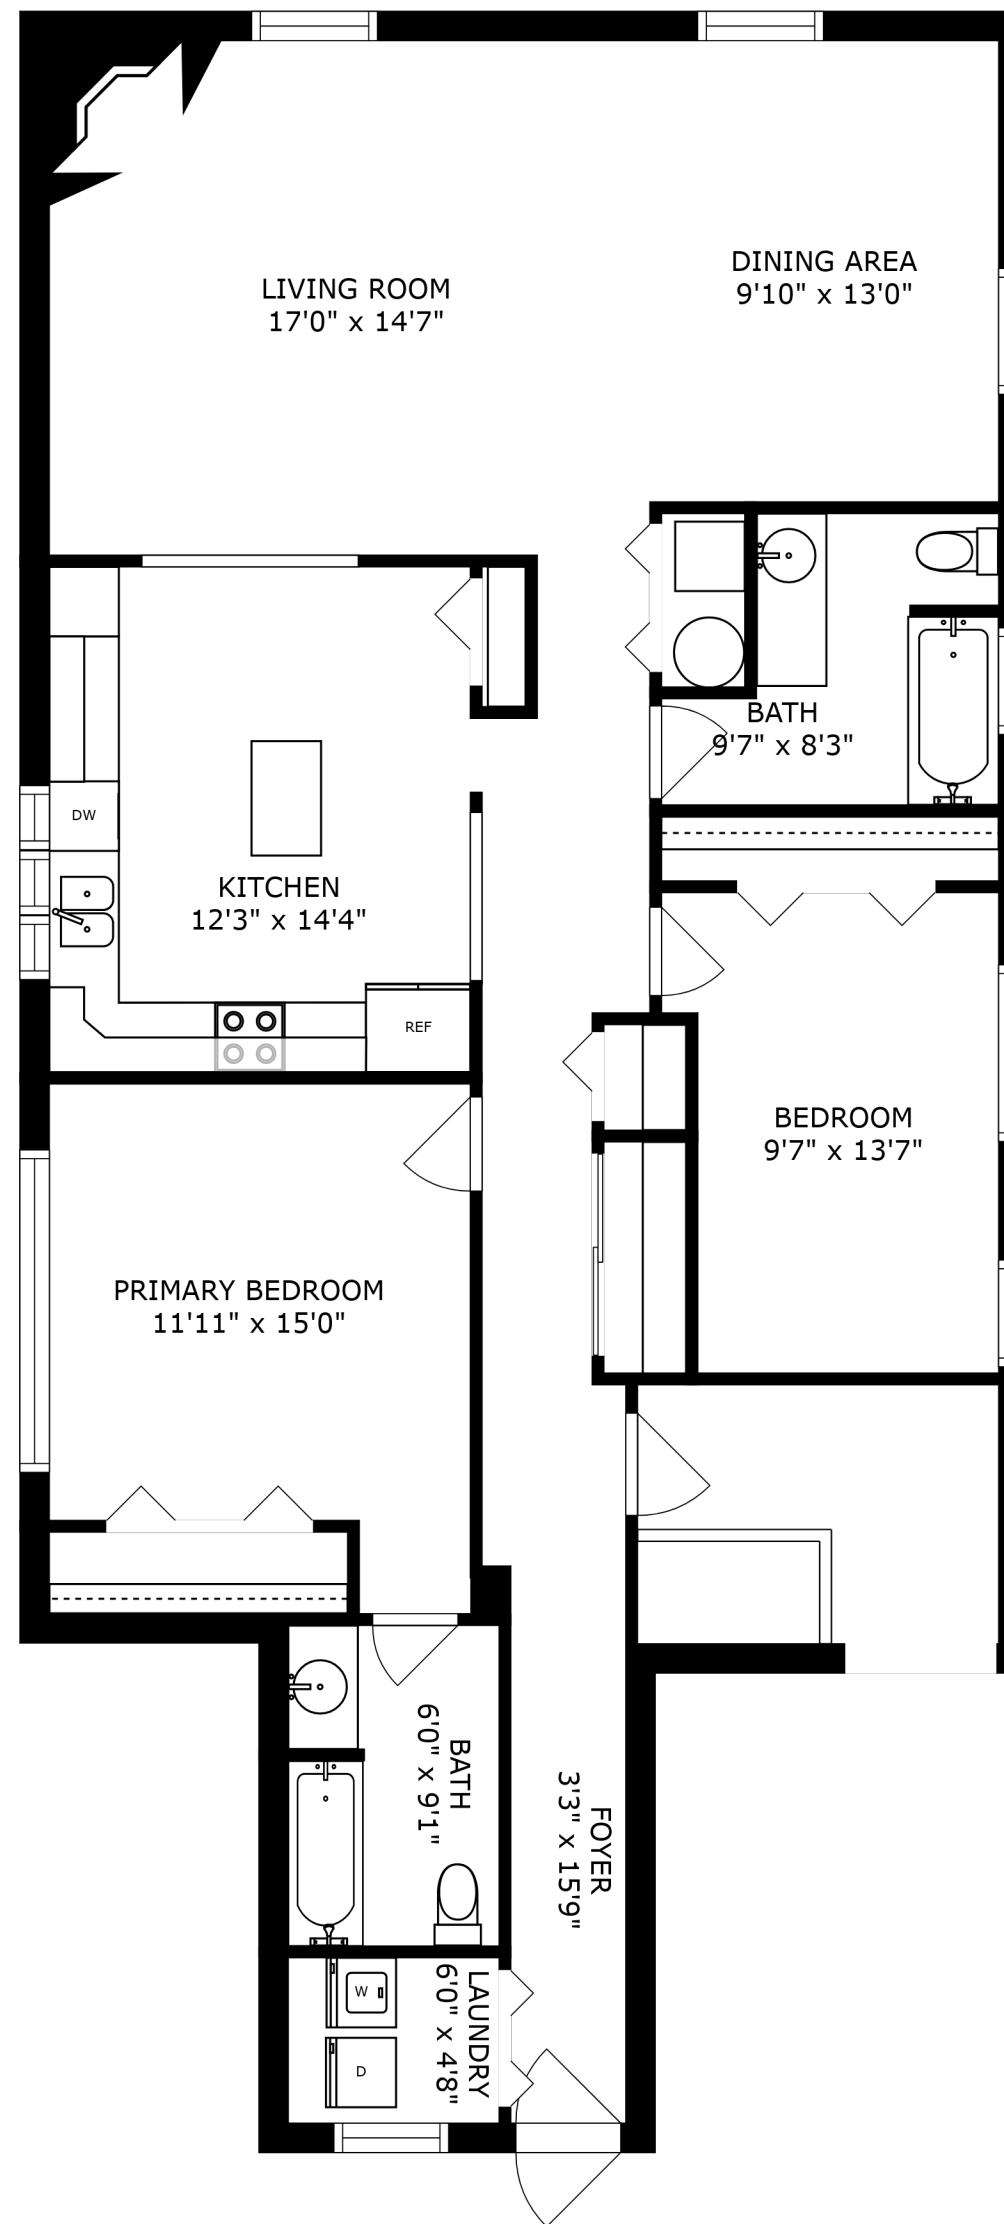 LIVING ROOM
17'0" x 14'7"
DINING AREA
9'10" x 13'0"
BATH
9'7" x 8'3"
DW
KITCHEN
12'3" x 14'4"
REF
BEDROOM
9'7" x 13'7"
PRIMARY BEDROOM
11'11" x 15'0"
BATH
6'0" x 9'1"
FOYER
3'3" x 15'9"
LAUNDRY
6'0" x 4'8"
W
D